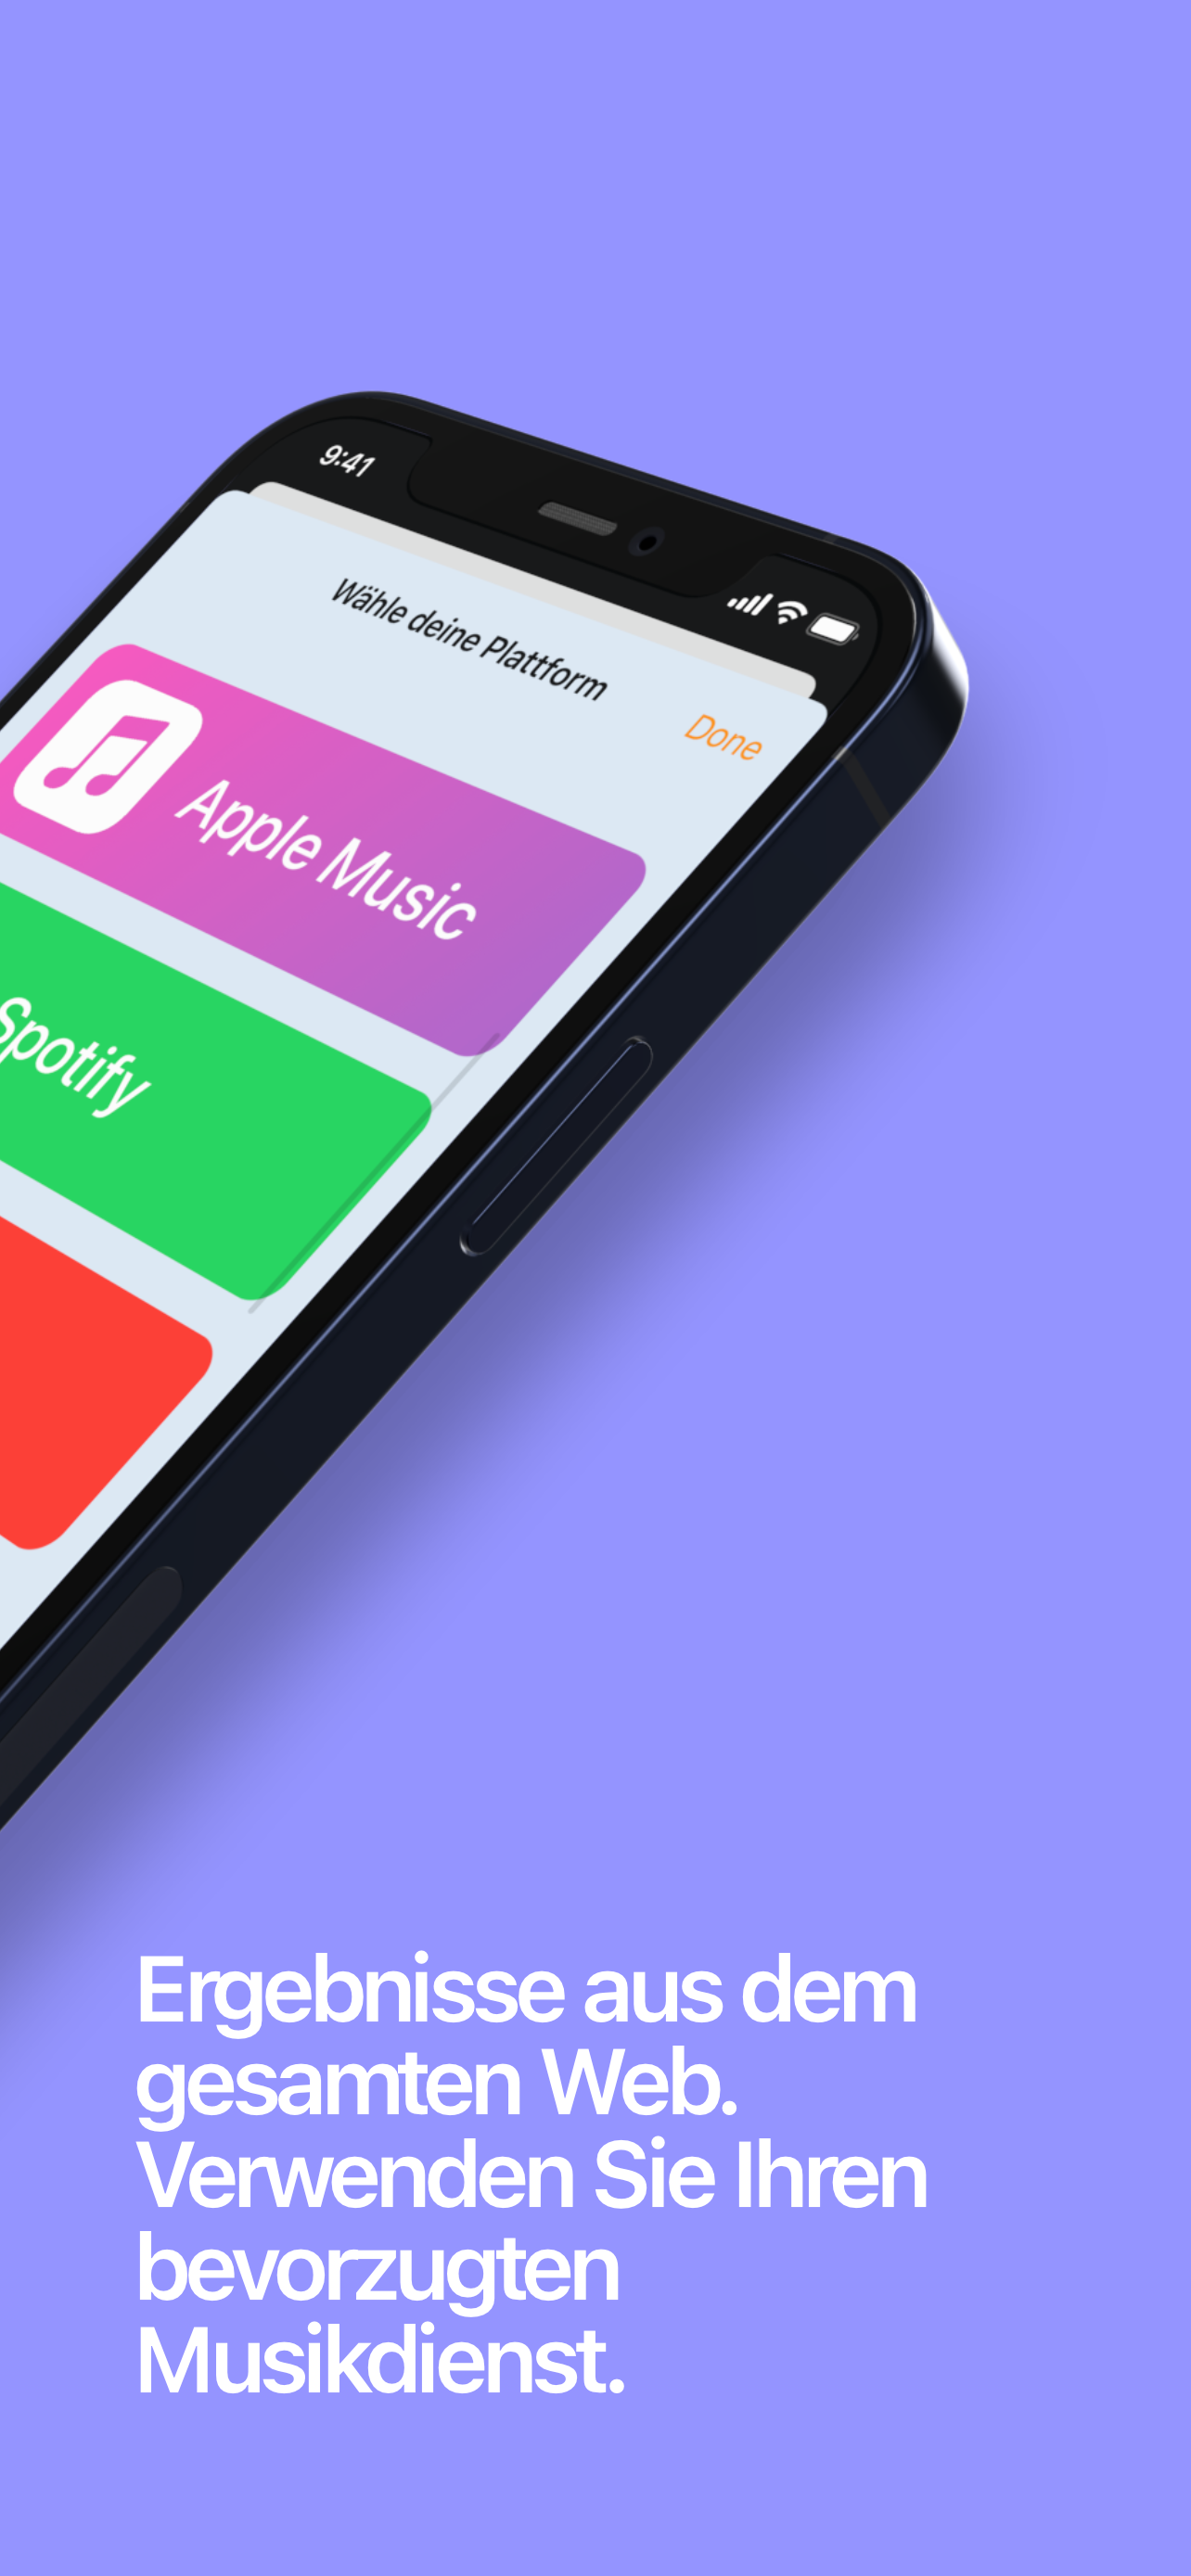 9:41
Wähle deine Plattform
Done
Apple Music
Spotify
Ergebnisse aus dem
gesamten Web.
Verwenden Sie Ihren
bevorzugten
Musikdienst.